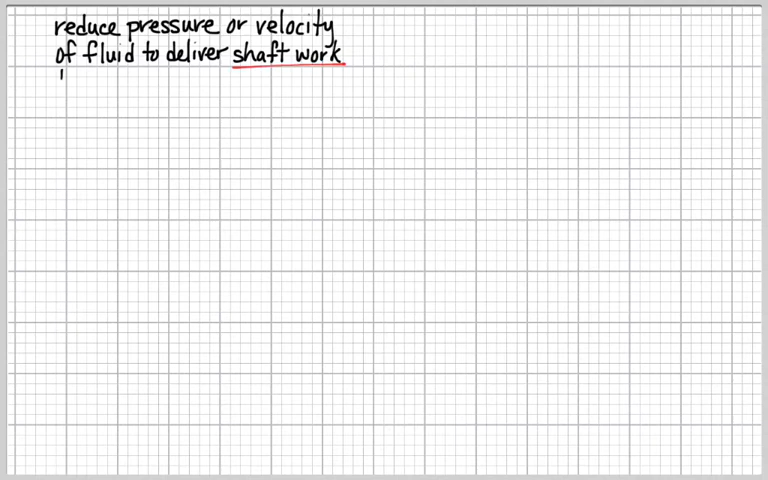 reduce pressure or velocity
of fluid to deliver shaft work